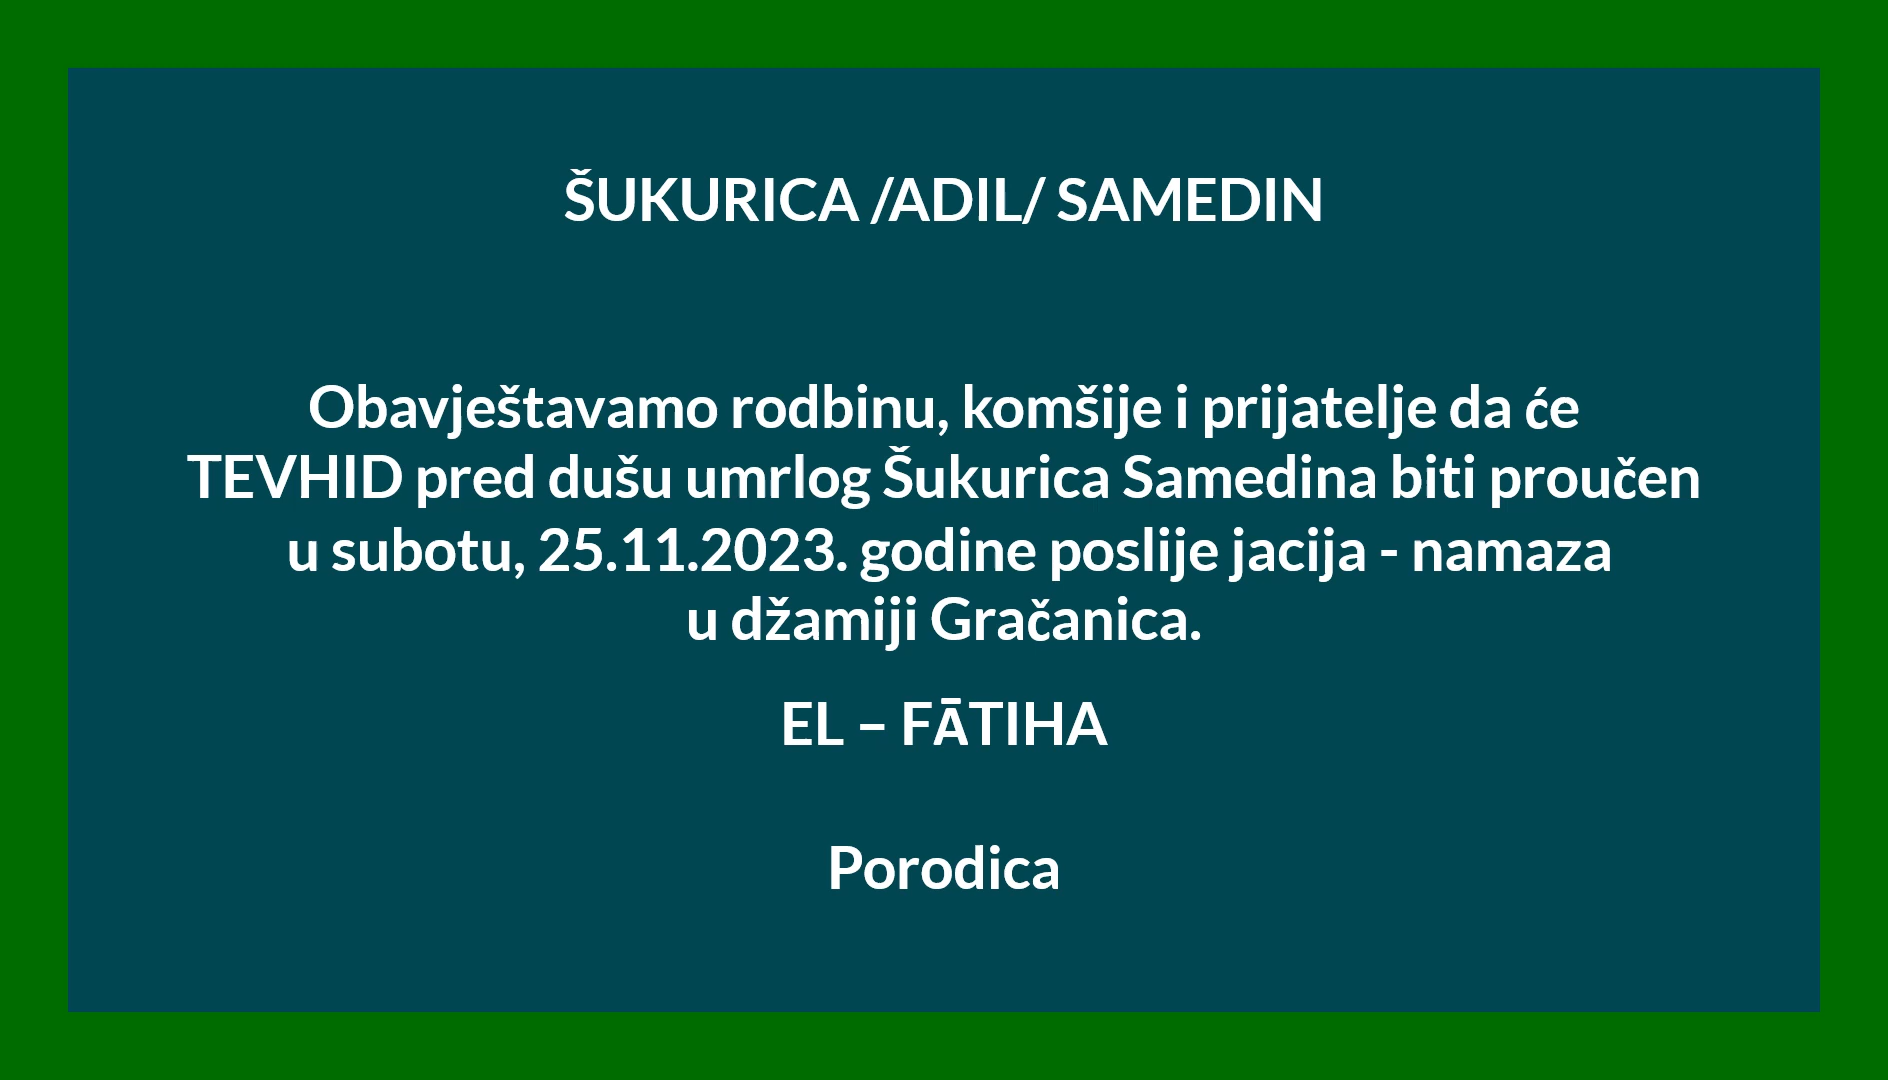 ŠUKURICA /ADIL/ SAMEDIN
Obavještavamo rodbinu, komšije i prijatelje da će
TEVHID pred dušu umrlog Šukurica Samedina biti proučen
u subotu, 25.11.2023. godine poslije jacija - namaza
u džamiji Gračanica.
EL – FĀTIHA
Porodica